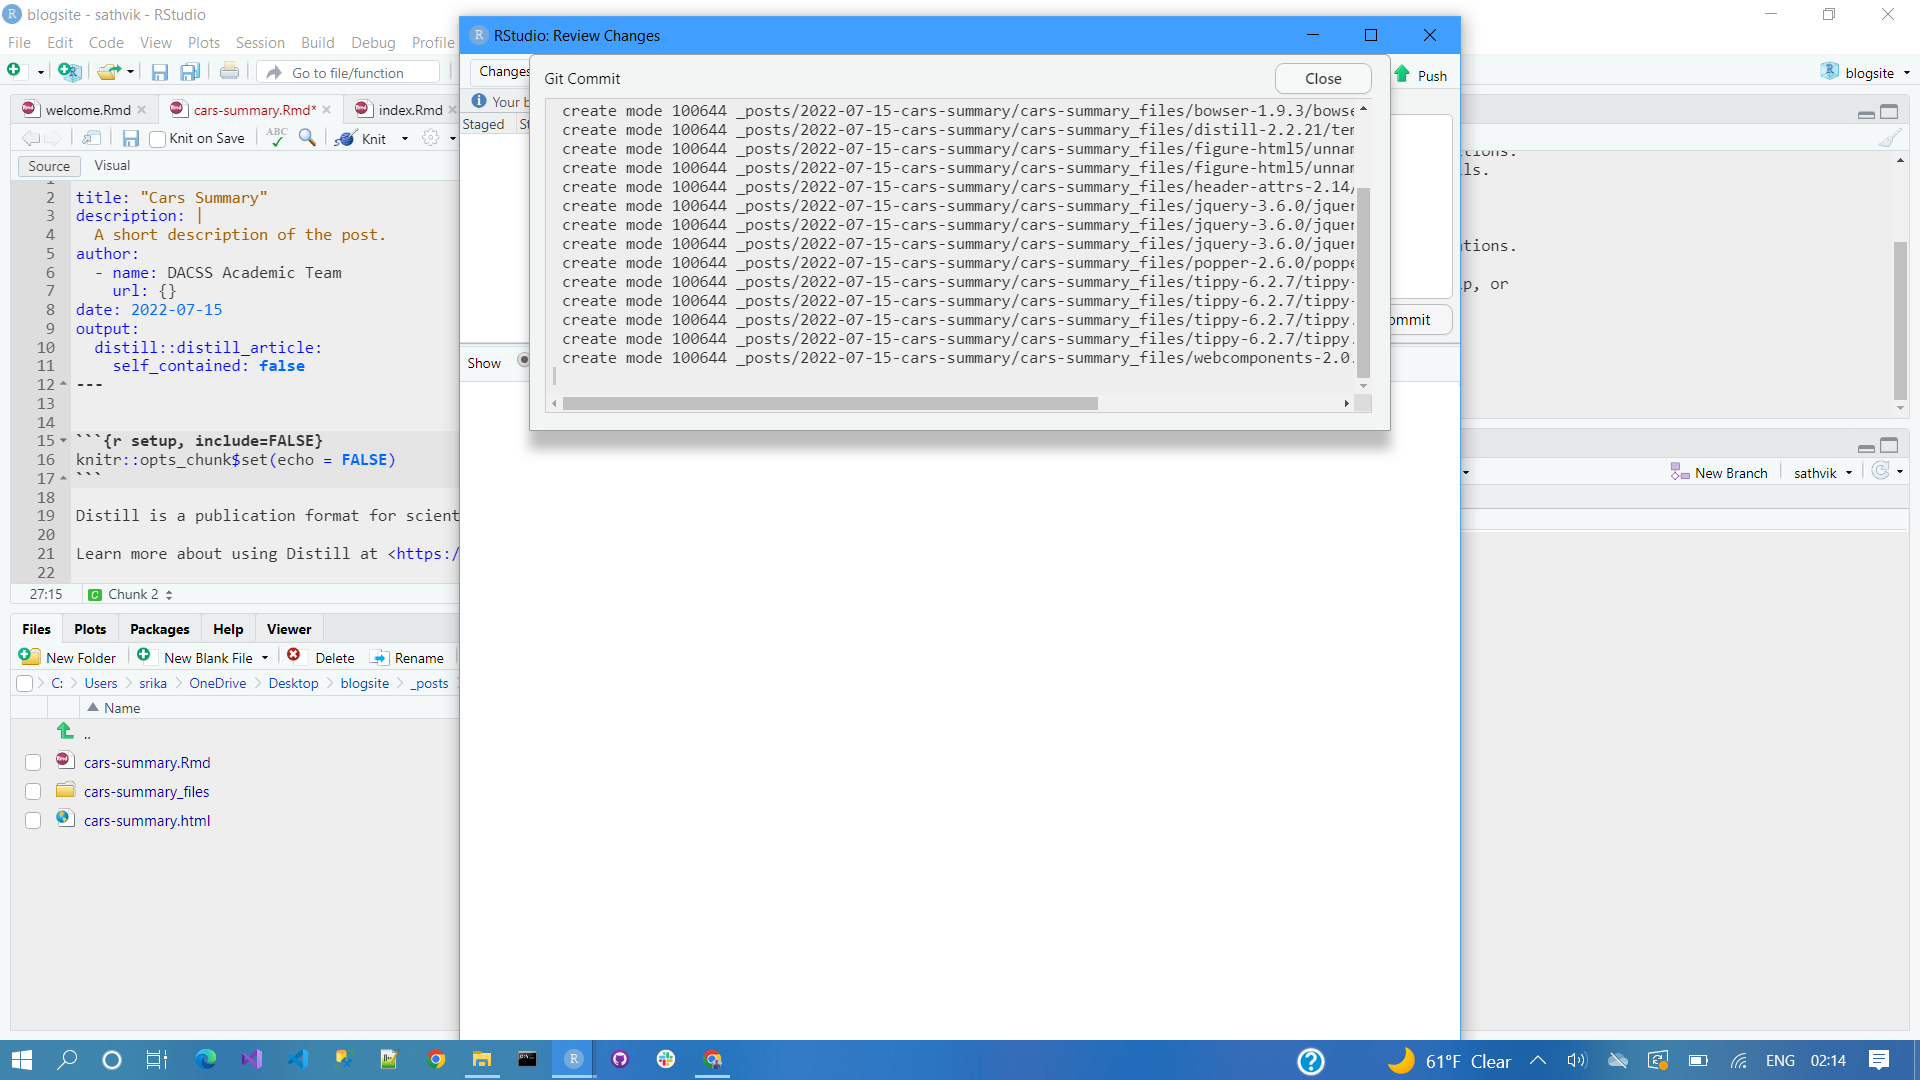 blogsite - sathvik - RStudio
File Edit Code View Plots Session Build Debug Profile
Go to file/function
blogsite
welcome.Rmd
cars-summary.Rmd*
index.Rmd
Knit on Save
ABC
Knit
Source
Visual
1
2 title: "Cars Summary"
3 description: |
4 A short description of the post.
5 author:
6 - name: DACSS Academic Team
7 url: {}
8 date: 2022-07-15
9 output:
10 distill::distill_article:
11 self_contained: false
12 ---
13
14
15 ```{r setup, include=FALSE}
16 knitr::opts_chunk$set(echo = FALSE)
17 ```
18
19 Distill is a publication format for scient
20
21 Learn more about using Distill at <https:/
22
27:15
Chunk 2
Files Plots Packages Help Viewer
New Folder New Blank File Delete Rename
C: Users srika OneDrive Desktop blogsite _posts
Name
..
cars-summary.Rmd
cars-summary_files
cars-summary.html
RStudio: Review Changes
Changes
Push
Your b
Staged St
ommit
Show
Git Commit
Close
create mode 100644 _posts/2022-07-15-cars-summary/cars-summary_files/bowser-1.9.3/bowse
create mode 100644 _posts/2022-07-15-cars-summary/cars-summary_files/distill-2.2.21/tem
create mode 100644 _posts/2022-07-15-cars-summary/cars-summary_files/figure-html5/unnam
create mode 100644 _posts/2022-07-15-cars-summary/cars-summary_files/figure-html5/unnam
create mode 100644 _posts/2022-07-15-cars-summary/cars-summary_files/header-attrs-2.14/
create mode 100644 _posts/2022-07-15-cars-summary/cars-summary_files/jquery-3.6.0/jquer
create mode 100644 _posts/2022-07-15-cars-summary/cars-summary_files/jquery-3.6.0/jquer
create mode 100644 _posts/2022-07-15-cars-summary/cars-summary_files/jquery-3.6.0/jquer
create mode 100644 _posts/2022-07-15-cars-summary/cars-summary_files/popper-2.6.0/poppe
create mode 100644 _posts/2022-07-15-cars-summary/cars-summary_files/tippy-6.2.7/tippy-
create mode 100644 _posts/2022-07-15-cars-summary/cars-summary_files/tippy-6.2.7/tippy-
create mode 100644 _posts/2022-07-15-cars-summary/cars-summary_files/tippy-6.2.7/tippy.
create mode 100644 _posts/2022-07-15-cars-summary/cars-summary_files/tippy-6.2.7/tippy.
create mode 100644 _posts/2022-07-15-cars-summary/cars-summary_files/webcomponents-2.0.
tions.
ls.
ations.
p, or
New Branch
sathvik
61°F Clear
ENG
02:14